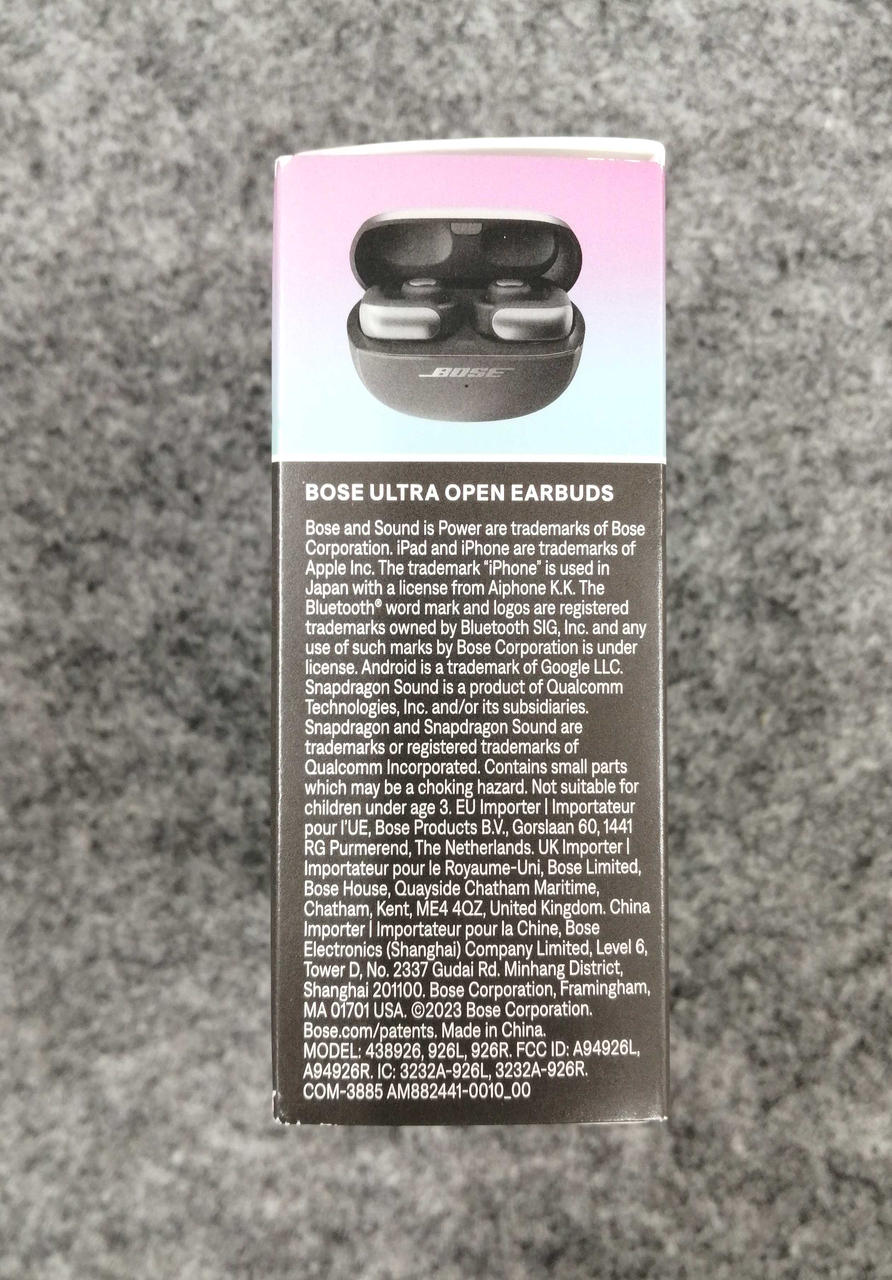 BOSE
BOSE ULTRA OPEN EARBUDS
Bose and Sound is Power are trademarks of Bose
Corporation. iPad and iPhone are trademarks of
Apple Inc. The trademark “iPhone” is used in
Japan with a license from Aiphone K.K. The
Bluetooth® word mark and logos are registered
trademarks owned by Bluetooth SIG, Inc. and any
use of such marks by Bose Corporation is under
license. Android is a trademark of Google LLC.
Snapdragon Sound is a product of Qualcomm
Technologies, Inc. and/or its subsidiaries.
Snapdragon and Snapdragon Sound are
trademarks or registered trademarks of
Qualcomm Incorporated. Contains small parts
which may be a choking hazard. Not suitable for
children under age 3. EU Importer | Importateur
pour l’UE, Bose Products B.V., Gorslaan 60, 1441
RG Purmerend, The Netherlands. UK Importer |
Importateur pour le Royaume-Uni, Bose Limited,
Bose House, Quayside Chatham Maritime,
Chatham, Kent, ME4 4QZ, United Kingdom. China
Importer | Importateur pour la Chine, Bose
Electronics (Shanghai) Company Limited, Level 6,
Tower D, No. 2337 Gudai Rd. Minhang District,
Shanghai 201100. Bose Corporation, Framingham,
MA 01701 USA. ©2023 Bose Corporation.
Bose.com/patents. Made in China.
MODEL: 438926, 926L, 926R. FCC ID: A94926L,
A94926R. IC: 3232A-926L, 3232A-926R.
COM-3885 AM882441-0010_00